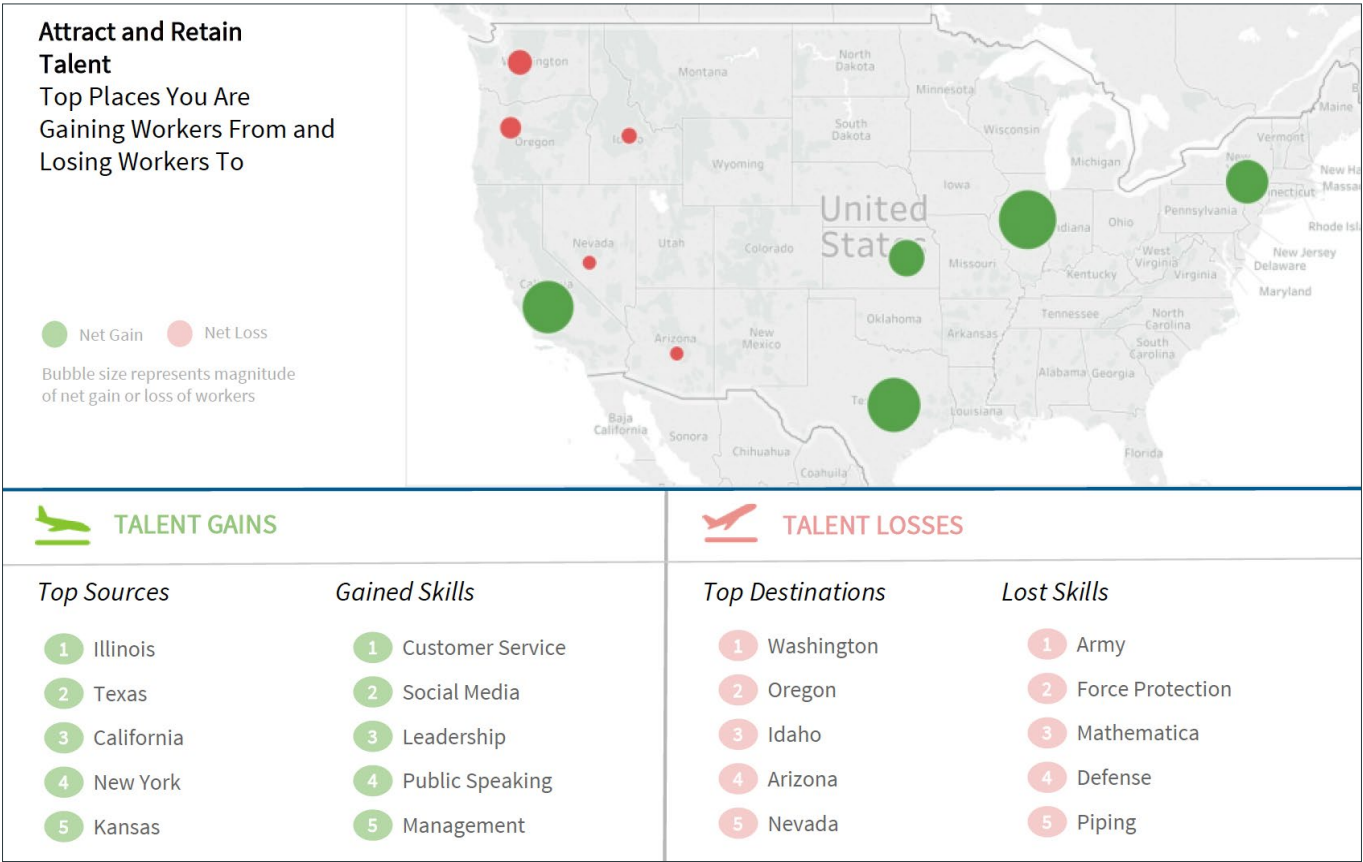 Attract and Retain
Talent
Top Places You Are
Gaining Workers From and
Losing Workers To
Net Gain
Net Loss
Bubble size represents magnitude
of net gain or loss of workers
North
Dakota
Montana
Minnesota
Maine
Oregon
South
Dakota
Wisconsin
Vermont
Wyoming
Michigan
Iowa
Pennsylvania
United
Nevada
Utah
Colorado
Ohio
Rhode
New Jersey
Delaware
Maryland
Missouri
West
Virginia
Virginia
Kentucky
Oklahoma
Tennessee
North
Carolina
Arizona
New
Mexico
Arkansas
South
Carolina
Alabama
Georgia
Louisiana
Baja
California
Sonora
Chihuahua
Coahuila
Florida
TALENT GAINS
Top Sources
1 Illinois
2 Texas
3 California
4 New York
5 Kansas
Gained Skills
1 Customer Service
2 Social Media
3 Leadership
4 Public Speaking
5 Management
TALENT LOSSES
Top Destinations
1 Washington
2 Oregon
3 Idaho
4 Arizona
5 Nevada
Lost Skills
1 Army
2 Force Protection
3 Mathematica
4 Defense
5 Piping